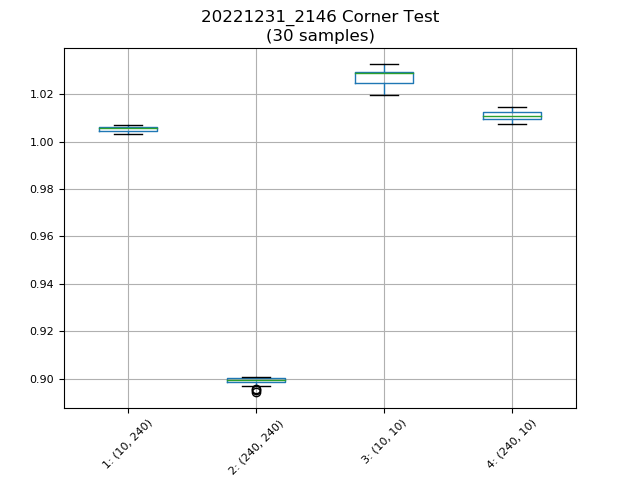 20221231_2146 Corner Test
(30 samples)
1.02
1.00
0.98
0.96
0.94
0.92
0.90
1: (10, 240)
2: (240, 240)
3: (10, 10)
4: (240, 10)